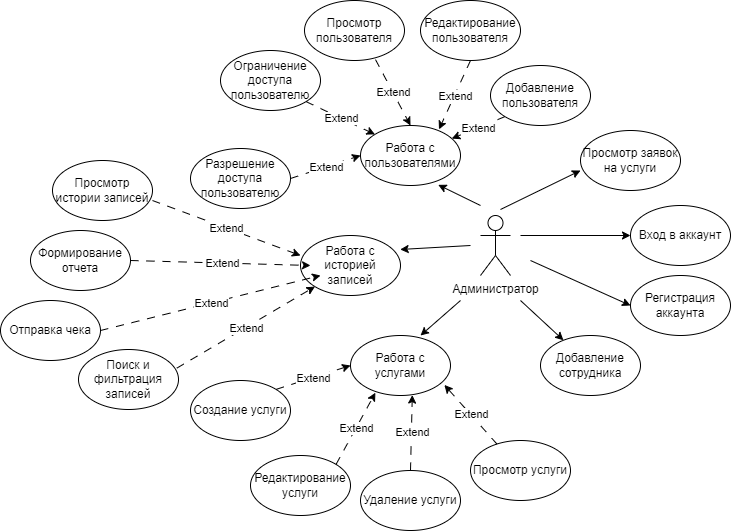 Просмотр
пользователя
Редактирование
пользователя
Ограничение
доступа
пользователю
Extend
Extend
Добавление
пользователя
Extend
Extend
Работа с
пользователями
Просмотр заявок
на услуги
Разрешение
доступа
пользователю
Extend
Просмотр
истории записей
Extend
Вход в аккаунт
Формирование
отчета
Extend
Работа с
историей
записей
Администратор
Регистрация
аккаунта
Отправка чека
Extend
Extend
Поиск и
фильтрация
записей
Работа с
услугами
Добавление
сотрудника
Extend
Создание услуги
Extend
Extend
Extend
Редактирование
услуги
Удаление услуги
Просмотр услуги